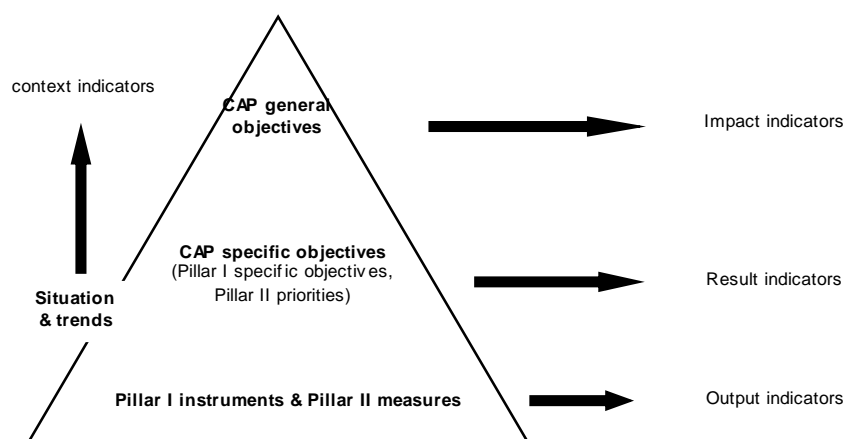 context indicators
CAP general
objectives
Impact indicators
CAP specific objectives
(Pillar I specific objectives,
Pillar II priorities)
Result indicators
Situation
& trends
Pillar I instruments & Pillar II measures
Output indicators